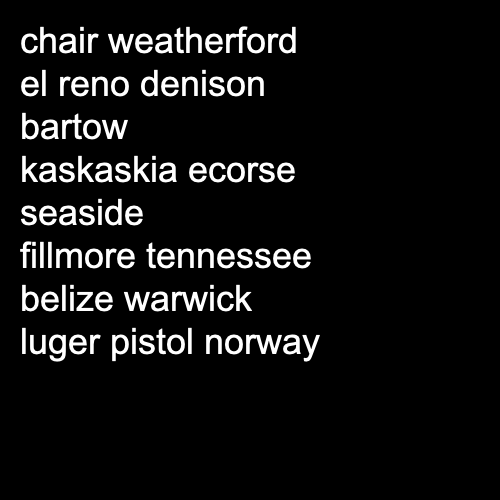 chair weatherford
el reno denison
bartow
kaskaskia ecorse
seaside
fillmore tennessee
belize warwick
luger pistol norway